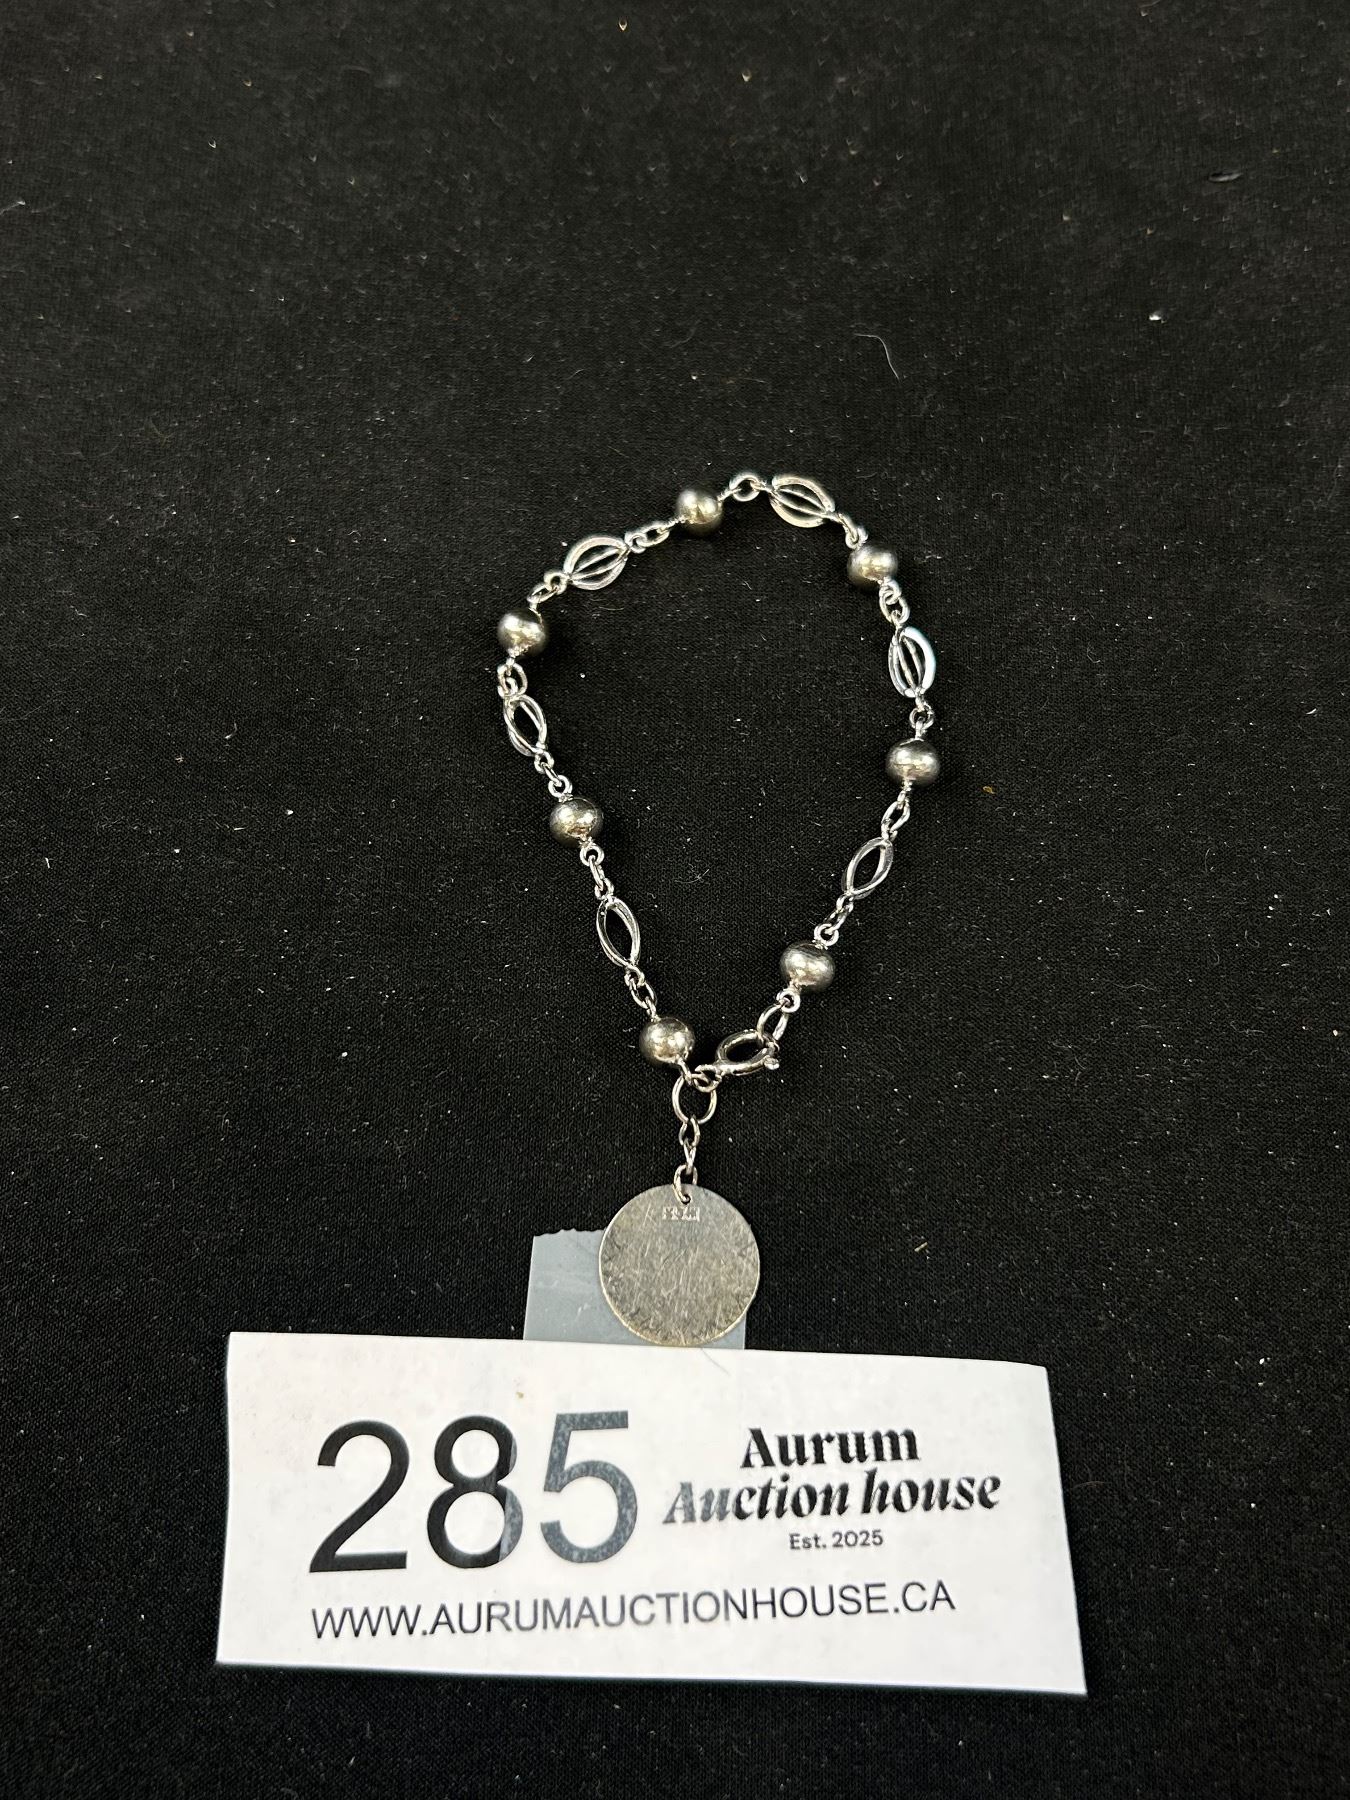 285
Aurum
Auction house
Est. 2025
WWW.AURUMAUCTIONHOUSE.CA